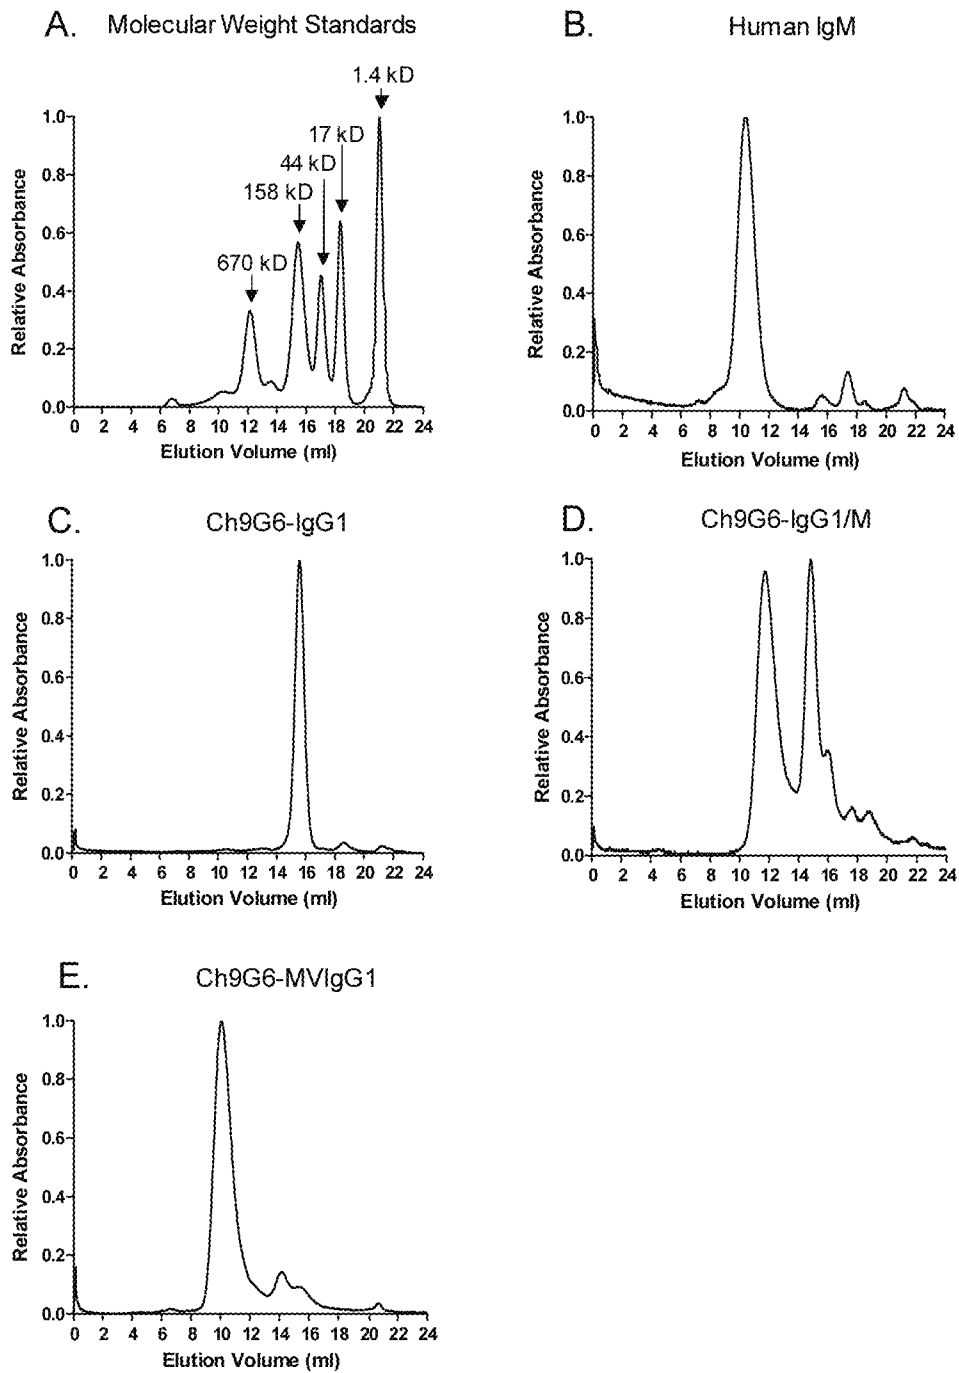 A. Molecular Weight Standards
1.4 kD
17 kD
44 kD
158 kD
670 kD
Relative Absorbance
1.0
0.8
0.6
0.4
0.2
0.0
0 2 4 6 8 10 12 14 16 18 20 22 24
Elution Volume (ml)
B. Human IgM
Relative Absorbance
1.0
0.8
0.6
0.4
0.2
0.0
0 2 4 6 8 10 12 14 16 18 20 22 24
Elution Volume (ml)
C. Ch9G6-IgG1
Relative Absorbance
1.0
0.8
0.6
0.4
0.2
0.0
0 2 4 6 8 10 12 14 16 18 20 22 24
Elution Volume (ml)
D. Ch9G6-IgG1/M
Relative Absorbance
1.0
0.8
0.6
0.4
0.2
0.0
0 2 4 6 8 10 12 14 16 18 20 22 24
Elution Volume (ml)
E. Ch9G6-MVIgG1
Relative Absorbance
1.0
0.8
0.6
0.4
0.2
0.0
0 2 4 6 8 10 12 14 16 18 20 22 24
Elution Volume (ml)